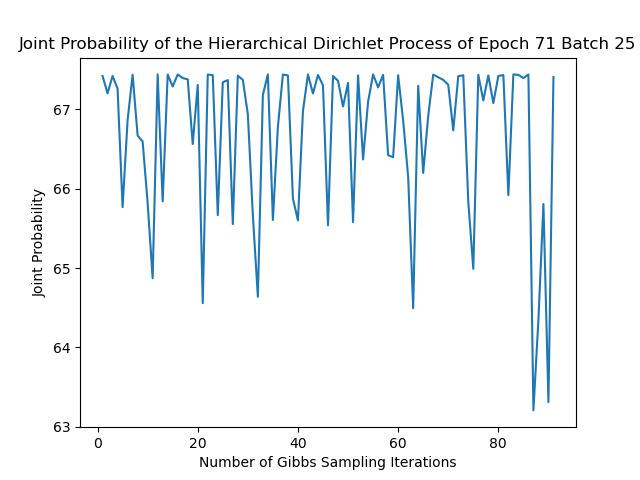 Joint Probability of the Hierarchical Dirichlet Process of Epoch 71 Batch 25
67
66
65
64
63
Joint Probability
0 20 40 60 80
Number of Gibbs Sampling Iterations